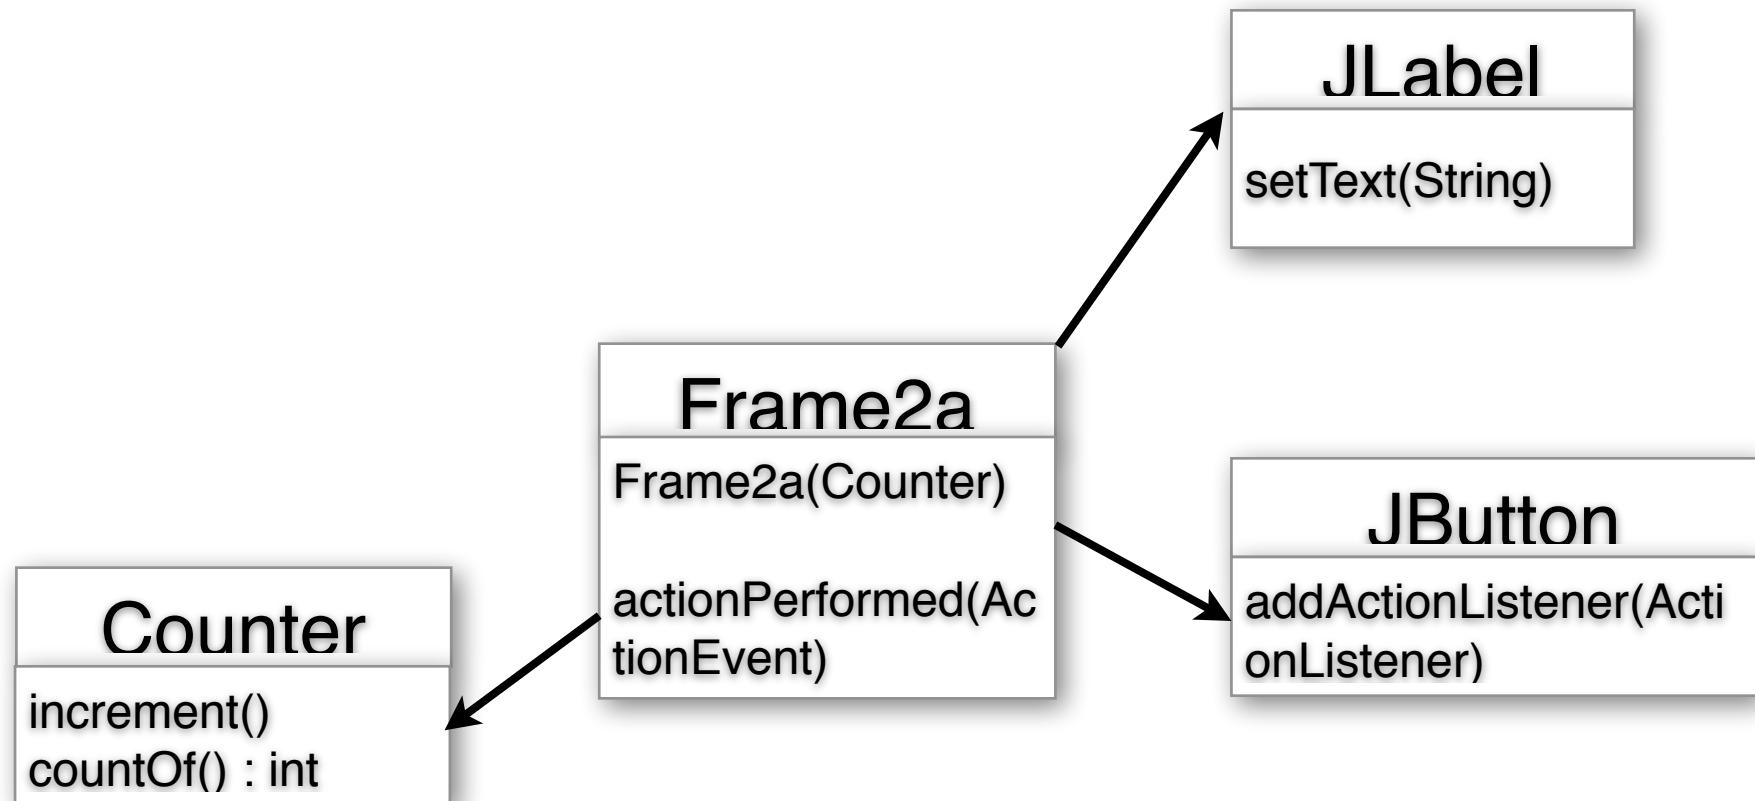 JLabel
setText(String)
Frame2a
Frame2a(Counter)
actionPerformed(Ac
tionEvent)
JButton
addActionListener(Acti
onListener)
Counter
increment()
countOf() : int